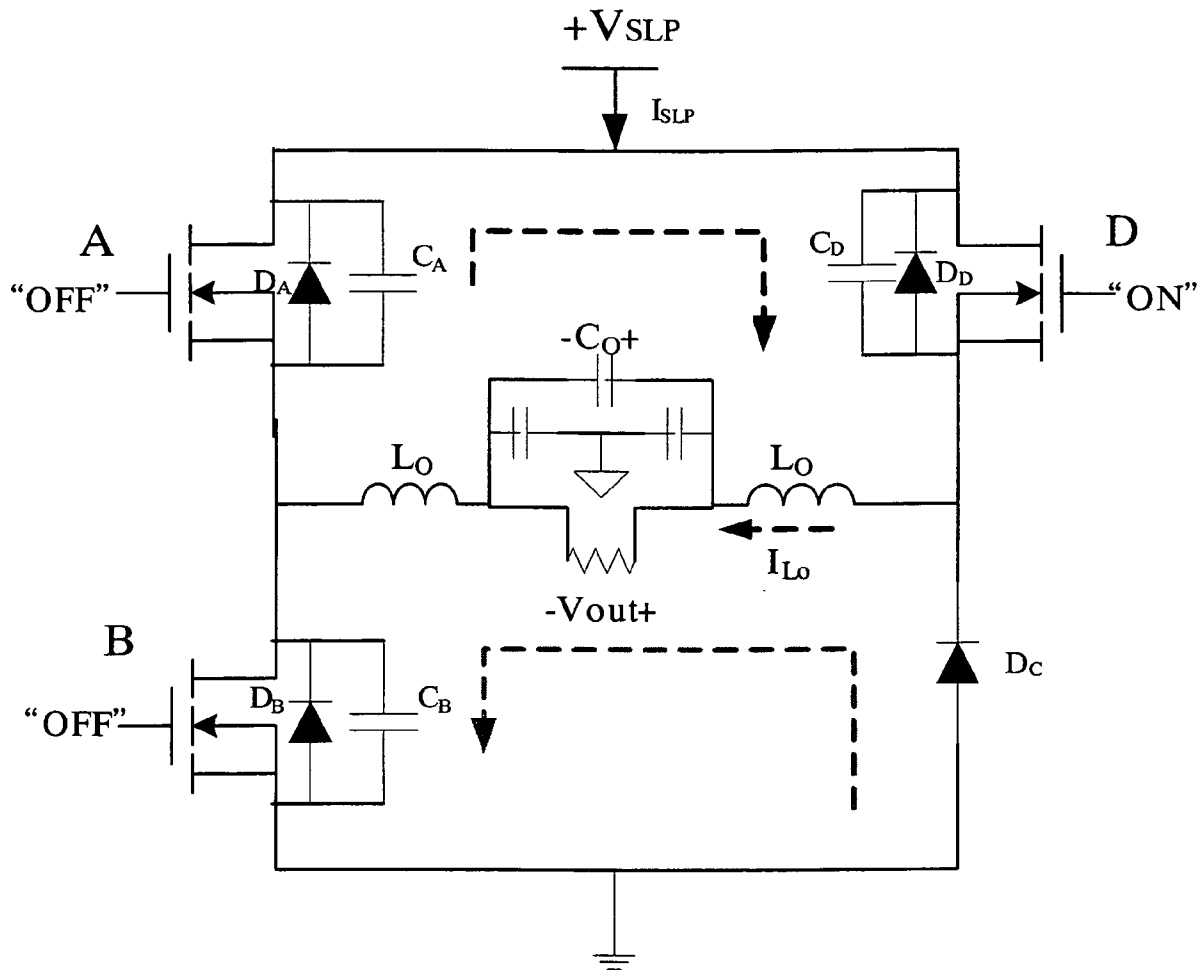 +VSLP
ISLP
A
DA
CA
"OFF"
CD
DD
D
"ON"
-CO+
LO
LO
ILo
-Vout+
B
DB
CB
"OFF"
DC